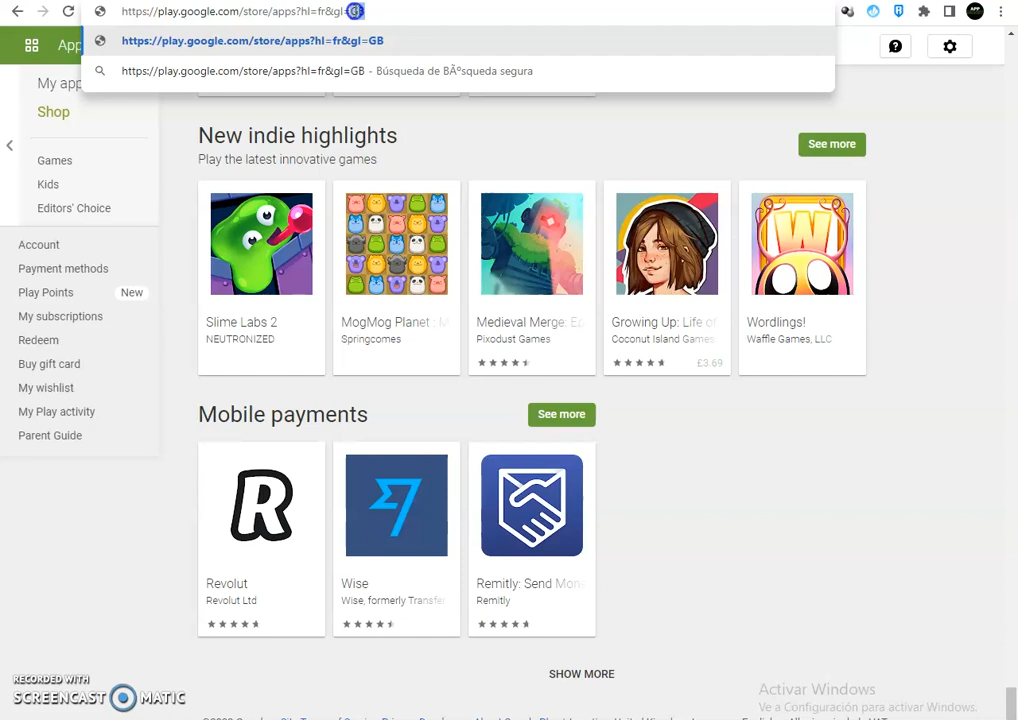 https://play.google.com/store/apps?hl=fr&gl=GB
https://play.google.com/store/apps?hl=fr&gl=GB
https://play.google.com/store/apps?hl=fr&gl=GB - Búsqueda de BÃºsqueda segura
APP
App
My app
Shop
Games
Kids
Editors' Choice
Account
Payment methods
Play Points New
My subscriptions
Redeem
Buy gift card
My wishlist
My Play activity
Parent Guide
New indie highlights
See more
Play the latest innovative games
W
Slime Labs 2
NEUTRONIZED
MogMog Planet : M
Springcomes
Medieval Merge: Ep
Pixodust Games
Growing Up: Life of
Coconut Island Games
£3.69
Wordlings!
Waffle Games, LLC
Mobile payments
See more
R
7
Revolut
Revolut Ltd
Wise
Wise, formerly Transfer
Remitly: Send Mon
Remitly
SHOW MORE
RECORDED WITH
SCREENCAST MATIC
Activar Windows
Ve a Configuración para activar Windows.